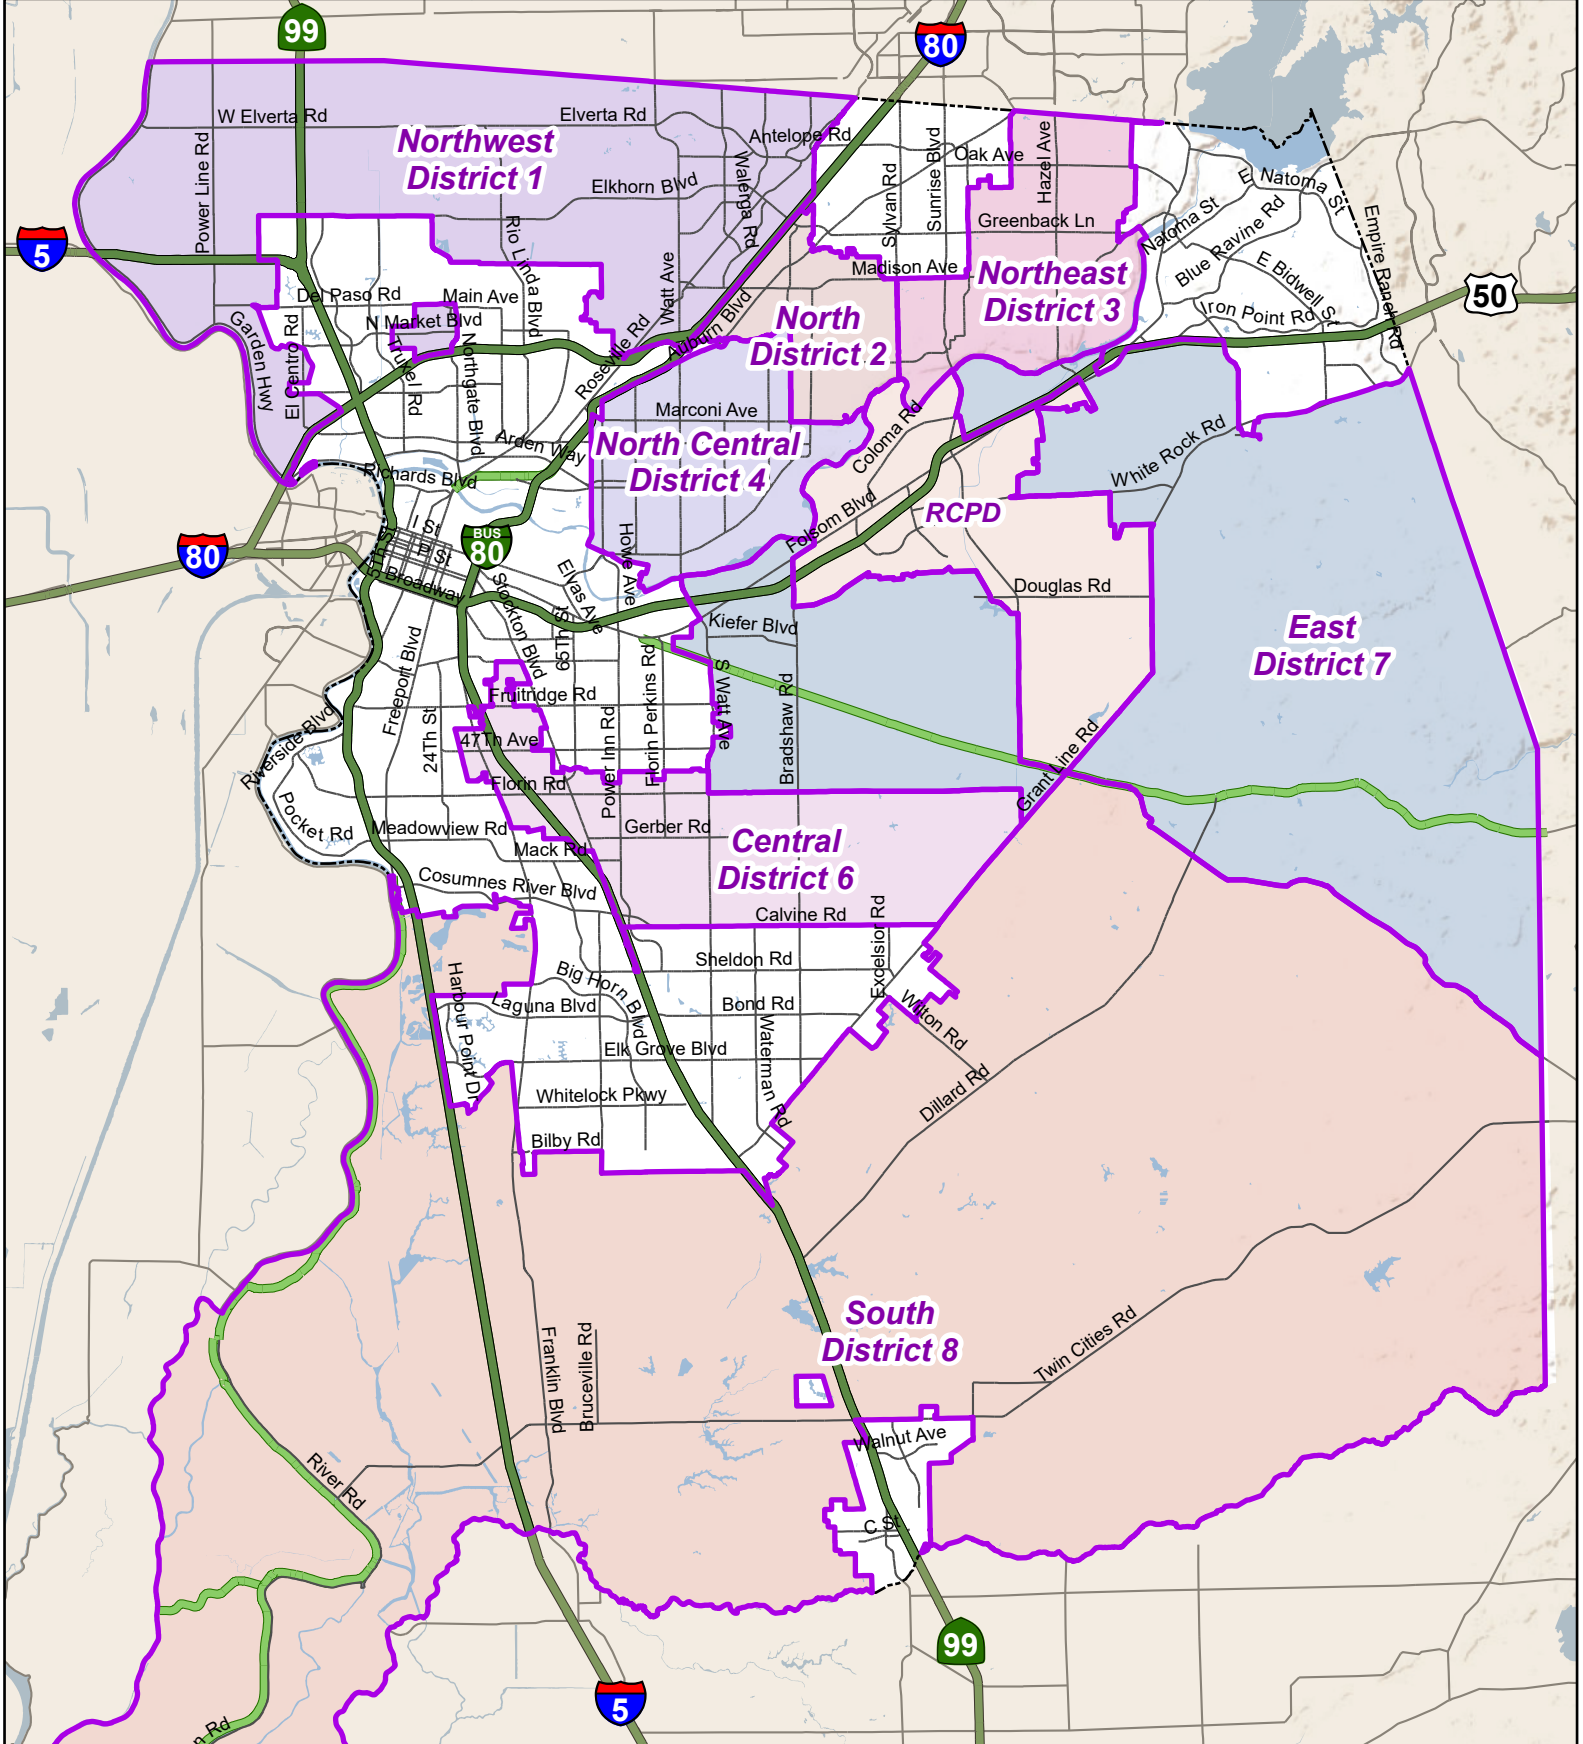 99
80
W Elverta Rd
Elverta Rd
Antelope Rd
Northwest
District 1
Power Line Rd
Elkhorn Blvd
Walerga Rd
Sylvan Rd
Sunrise Blvd
Oak Ave
Hazel Ave
Greenback Ln
E Natoma St
Natoma St
Blue Ravine Rd
E Bidwell St
Empire Ranch Rd
5
Rio Linda Blvd
Watt Ave
Madison Ave
Northeast
District 3
50
Del Paso Rd
Main Ave
N Market Blvd
Iron Point Rd
Garden Hwy
El Centro Rd
Truxel Rd
Northgate Blvd
Roseville Rd
Auburn Blvd
North
District 2
Marconi Ave
Arden Way
North Central
District 4
Coloma Rd
White Rock Rd
Richards Blvd
Folsom Blvd
RCPD
I St
P St
5Th St
Broadway
BUS
80
80
Howe Ave
Elvas Ave
Stockton Blvd
65Th St
Douglas Rd
Kiefer Blvd
East
District 7
Freeport Blvd
Fruitridge Rd
S Watt Ave
Bradshaw Rd
Florin Perkins Rd
Power Inn Rd
24Th St
47Th Ave
Riverside Blvd
Grant Line Rd
Florin Rd
Pocket Rd
Meadowview Rd
Gerber Rd
Central
District 6
Mack Rd
Cosumnes River Blvd
Calvine Rd
Excelsior Rd
Sheldon Rd
Big Horn Blvd
Harbour Point Dr
Laguna Blvd
Bond Rd
Wilton Rd
Waterman Rd
Elk Grove Blvd
Whitelock Pkwy
Dillard Rd
Bilby Rd
South
District 8
Franklin Blvd
Bruceville Rd
Twin Cities Rd
Walnut Ave
River Rd
C St
99
5
n Rd